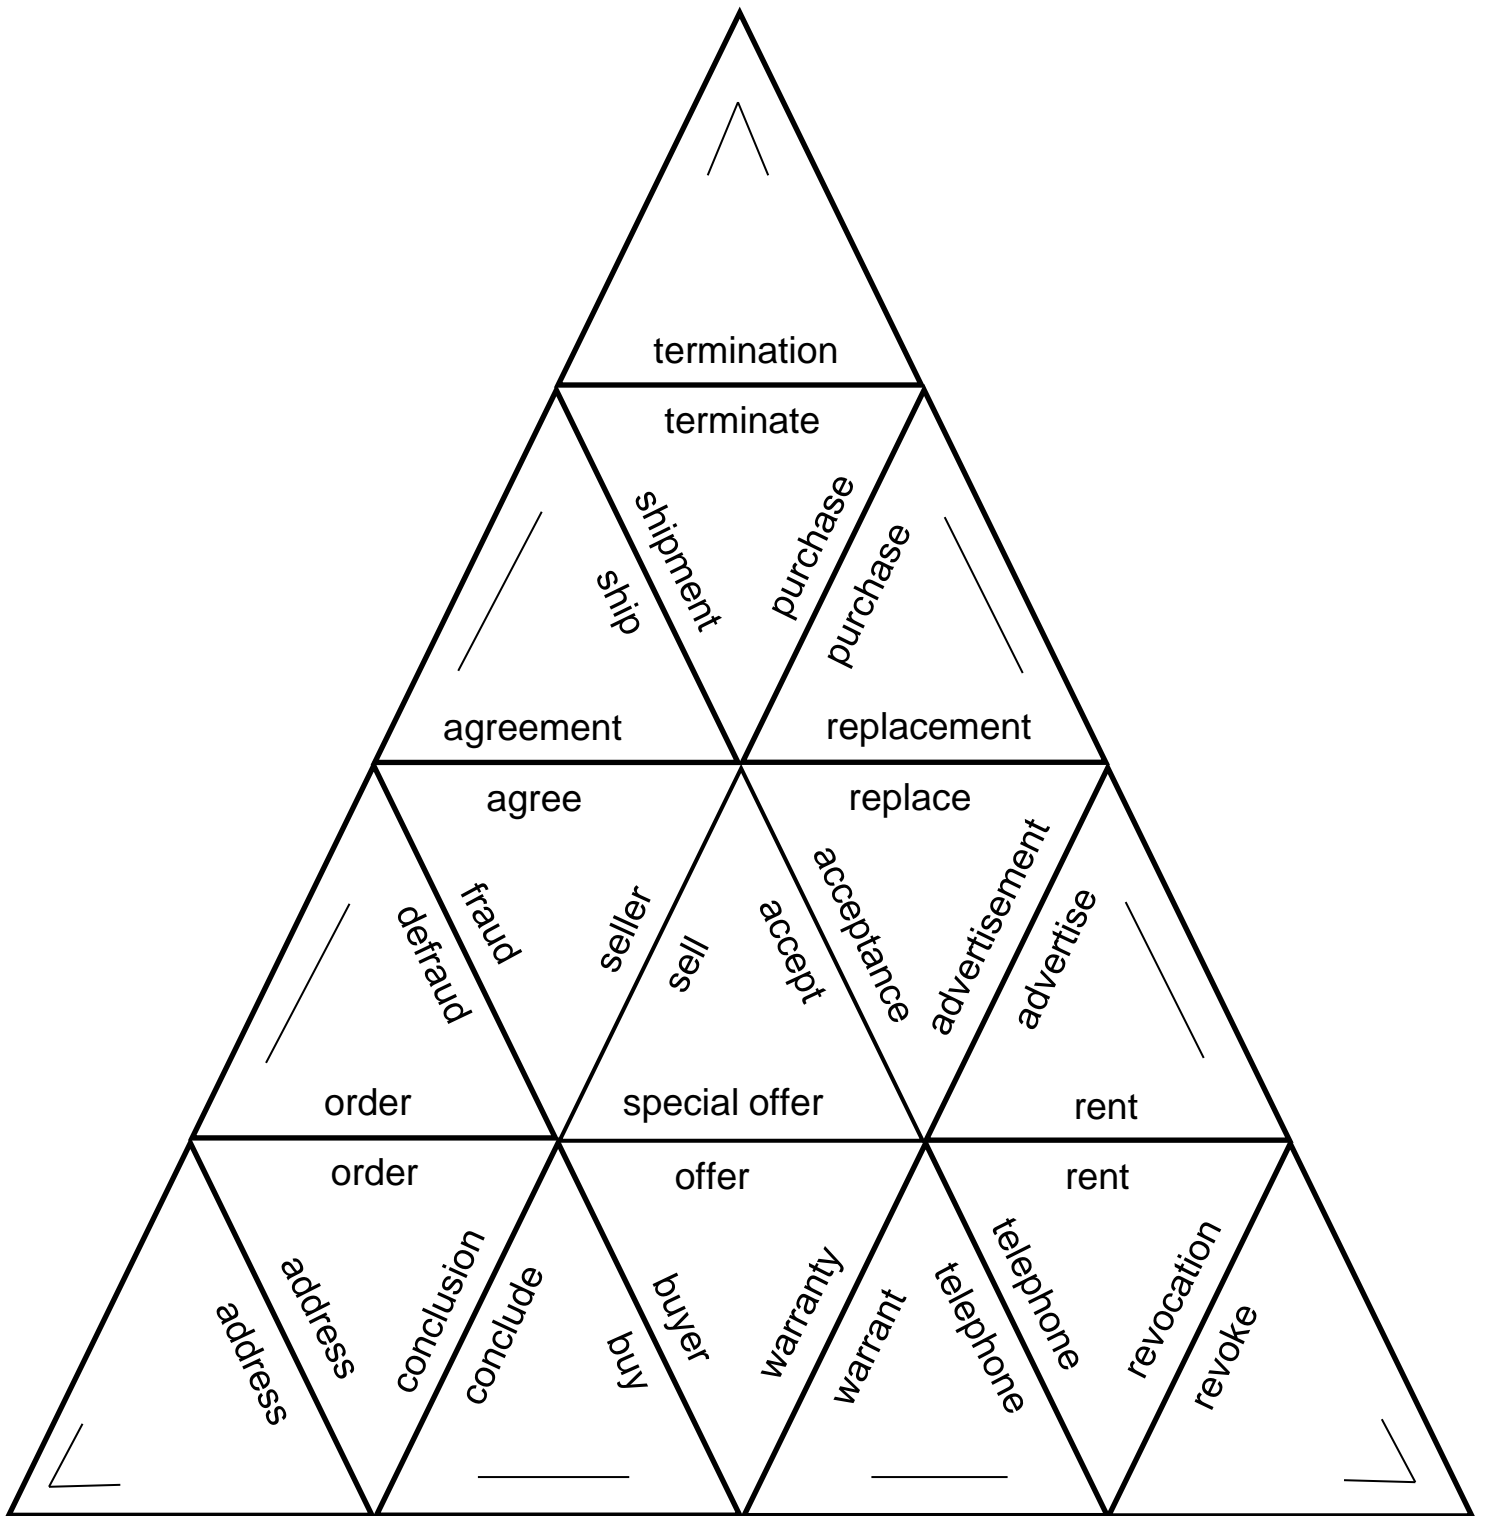 termination
terminate
shipment
purchase
ship
purchase
agreement
replacement
agree
replace
fraud
seller
acceptance
advertisement
defraud
sell
accept
advertise
order
special offer
rent
order
offer
rent
address
conclusion
buyer
warranty
telephone
revocation
address
conclude
buy
warrant
telephone
revoke